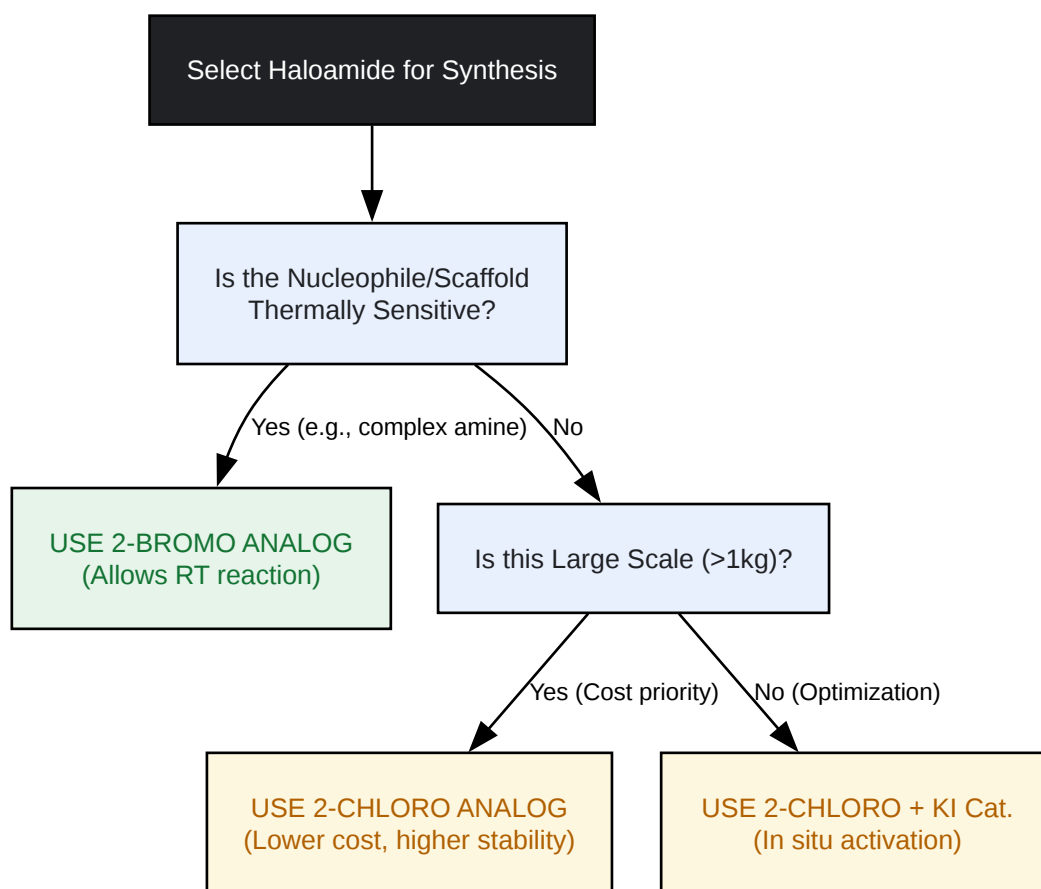 Select Haloamide for Synthesis
Is the Nucleophile/Scaffold
Thermally Sensitive?
Yes (e.g., complex amine)
No
USE 2-BROMO ANALOG
(Allows RT reaction)
Is this Large Scale (>1kg)?
Yes (Cost priority)
No (Optimization)
USE 2-CHLORO ANALOG
(Lower cost, higher stability)
USE 2-CHLORO + KI Cat.
(In situ activation)